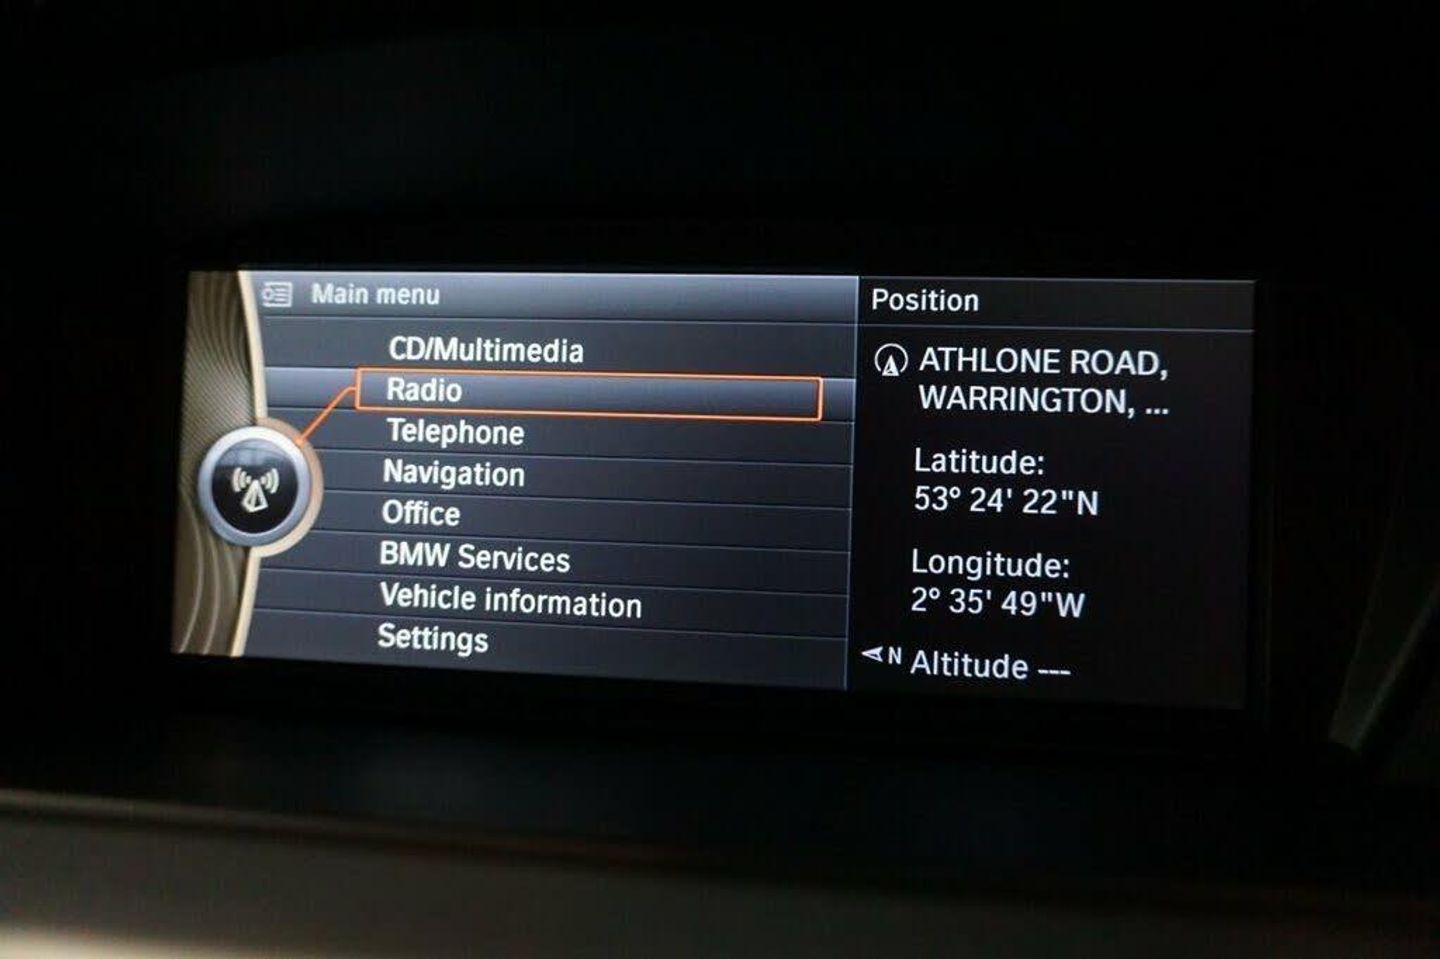 Main menu
CD/Multimedia
Radio
Telephone
Navigation
Office
BMW Services
Vehicle information
Settings
Position
ATHLONE ROAD,
WARRINGTON, ...
Latitude:
53° 24' 22"N
Longitude:
2° 35' 49"W
N Altitude ---